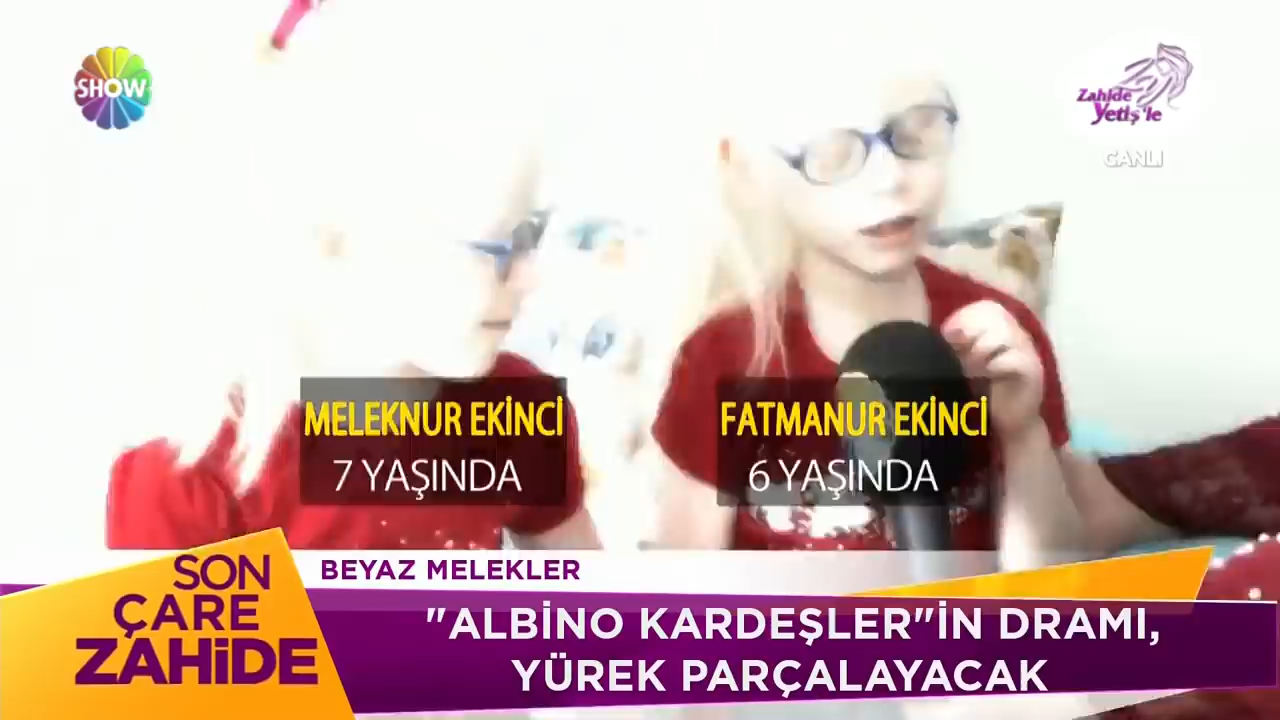 SHOW
Zahide
Yetiş'le
CANLI
MELEKNUR EKİNCİ
7 YAŞINDA
FATMANUR EKİNCİ
6 YAŞINDA
SON
ÇARE
ZAHİDE
BEYAZ MELEKLER
"ALBİNO KARDEŞLER"İN DRAMI,
YÜREK PARÇALAYACAK